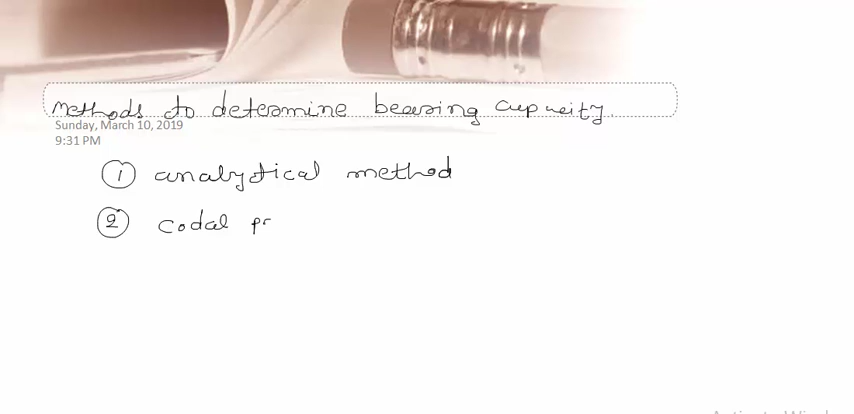 methods to determine bearing capacity.
Sunday, March 10, 2019
9:31 PM
① analytical method
② codal pr